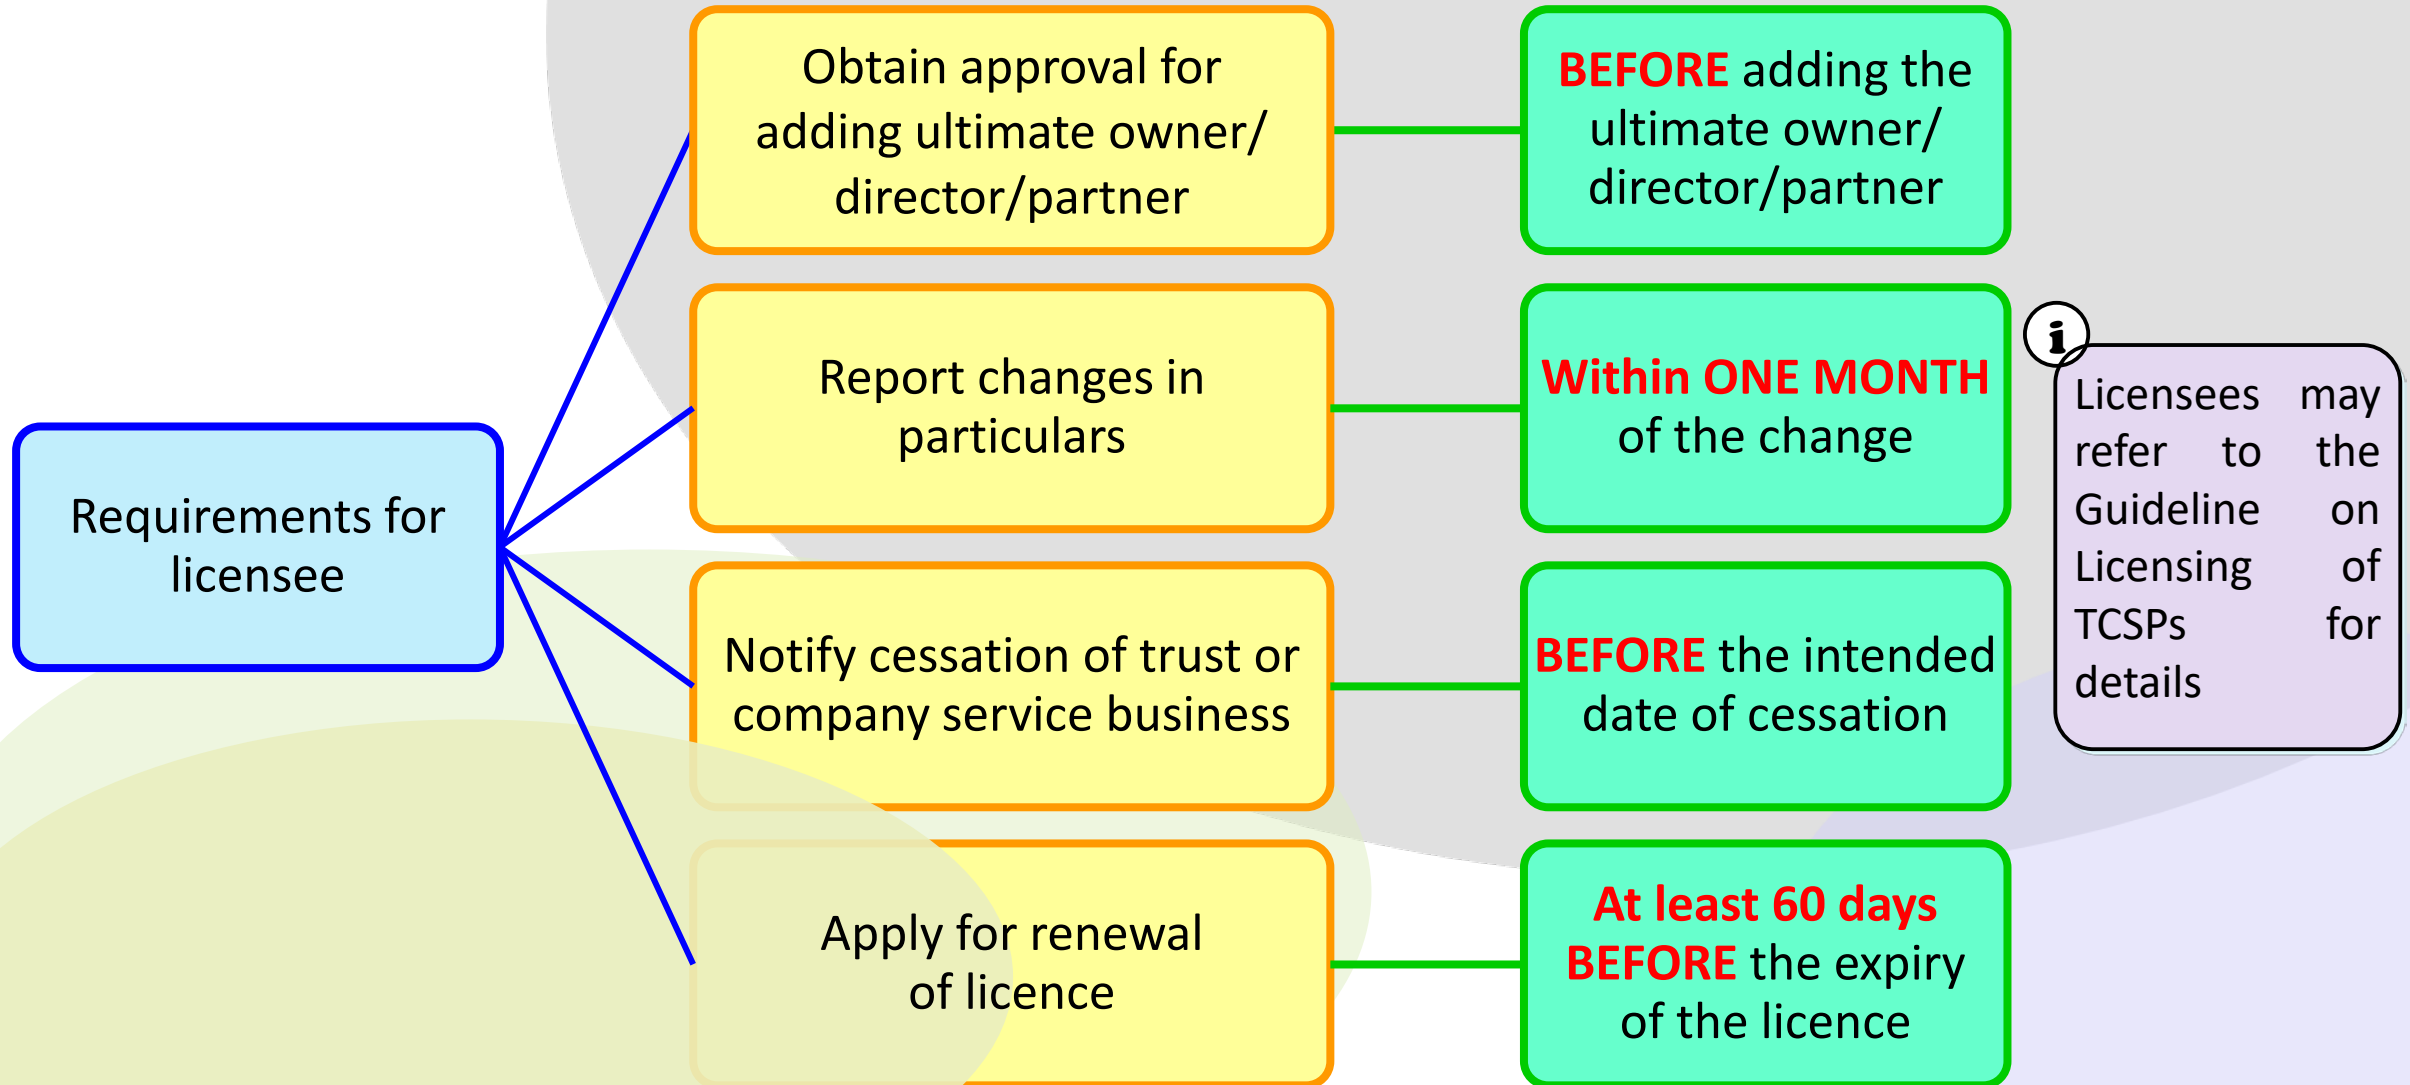 Obtain approval for
adding ultimate owner/
director/partner
BEFORE adding the
ultimate owner/
director/partner
Report changes in
particulars
Within ONE MONTH
of the change
i
Licensees may
refer to the
Guideline on
Licensing of
TCSPs for
details
Requirements for
licensee
Notify cessation of trust or
company service business
BEFORE the intended
date of cessation
Apply for renewal
of licence
At least 60 days
BEFORE the expiry
of the licence